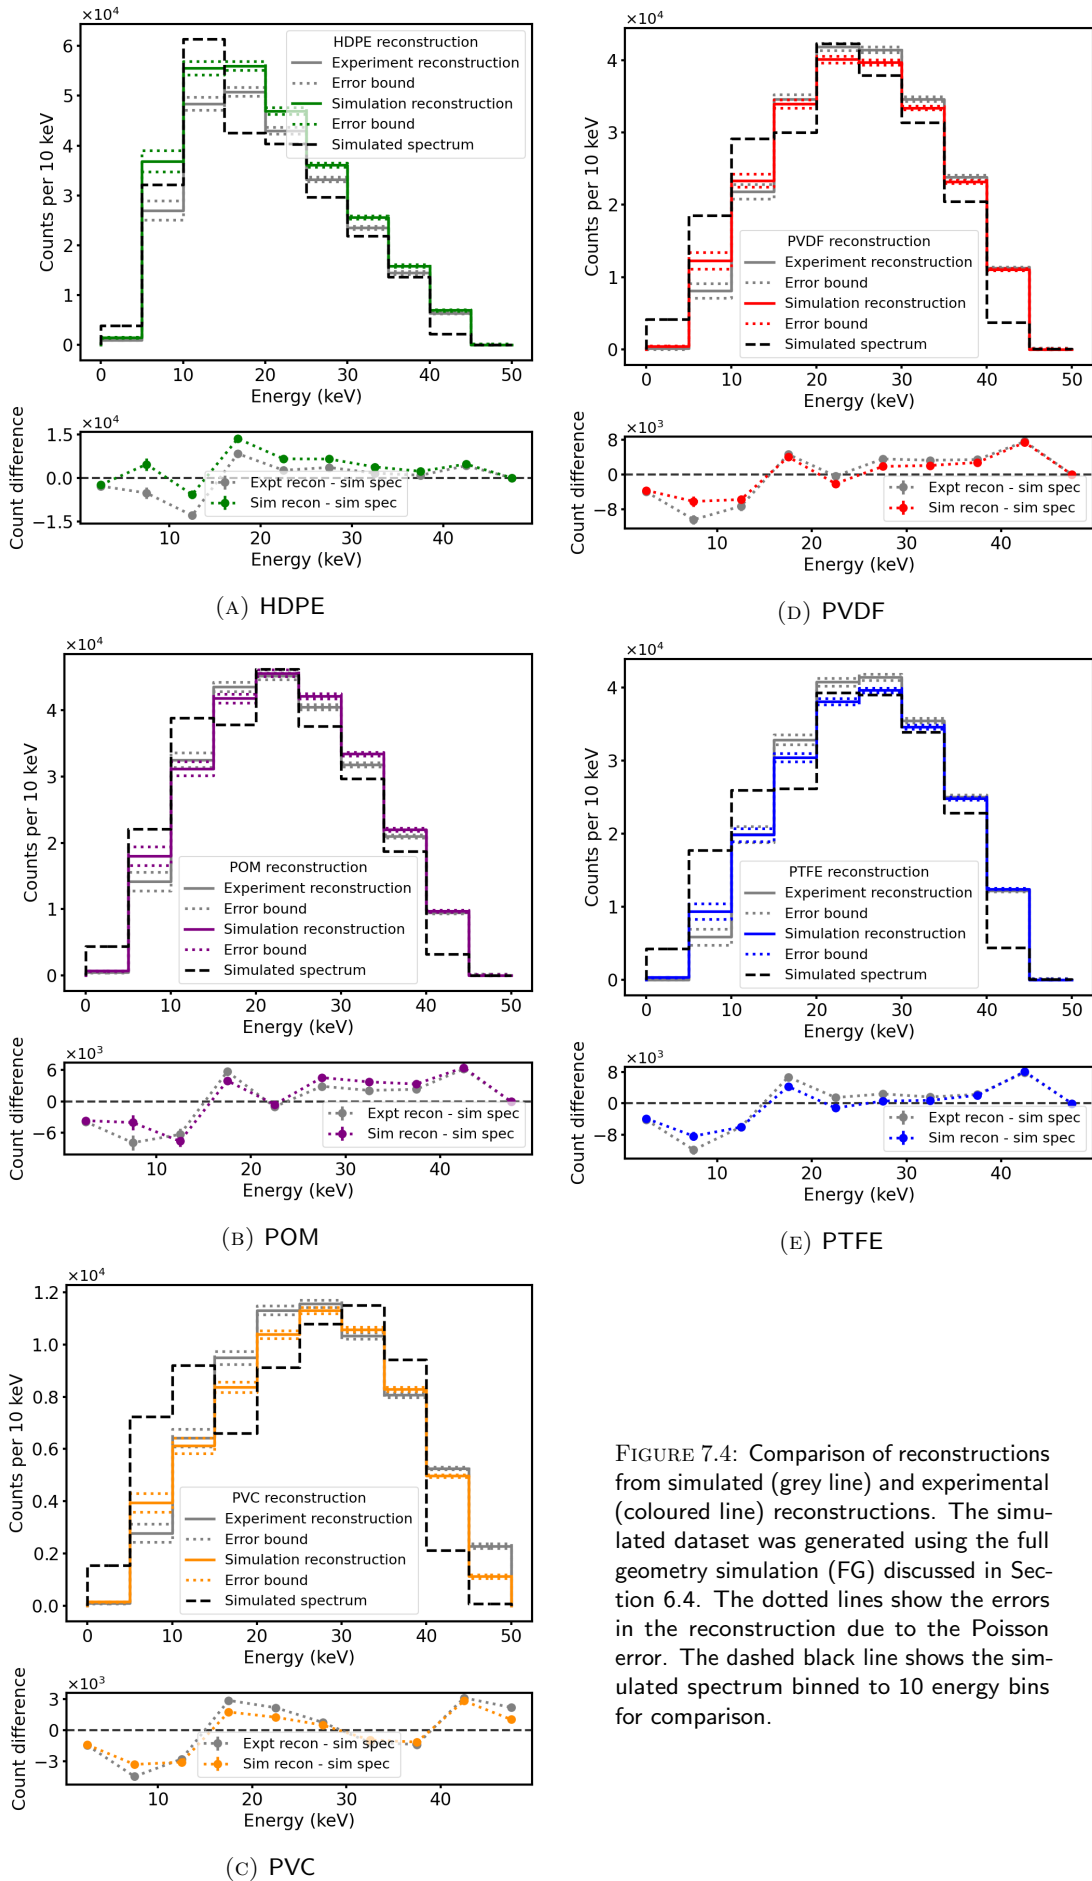 ×10⁴
6
5
4
3
2
1
0
Counts per 10 keV
HDPE reconstruction
Experiment reconstruction
Error bound
Simulation reconstruction
Error bound
Simulated spectrum
0 10 20 30 40 50
Energy (keV)
×10⁴
1.5
0.0
−1.5
Count difference
Expt recon - sim spec
Sim recon - sim spec
10 20 30 40
Energy (keV)
(A) HDPE
×10⁴
4
3
2
1
0
Counts per 10 keV
PVDF reconstruction
Experiment reconstruction
Error bound
Simulation reconstruction
Error bound
Simulated spectrum
0 10 20 30 40 50
Energy (keV)
×10³
8
0
−8
Count difference
Expt recon - sim spec
Sim recon - sim spec
10 20 30 40
Energy (keV)
(D) PVDF
×10⁴
4
3
2
1
0
Counts per 10 keV
POM reconstruction
Experiment reconstruction
Error bound
Simulation reconstruction
Error bound
Simulated spectrum
0 10 20 30 40 50
Energy (keV)
×10³
6
0
−6
Count difference
Expt recon - sim spec
Sim recon - sim spec
10 20 30 40
Energy (keV)
(B) POM
×10⁴
4
3
2
1
0
Counts per 10 keV
PTFE reconstruction
Experiment reconstruction
Error bound
Simulation reconstruction
Error bound
Simulated spectrum
0 10 20 30 40 50
Energy (keV)
×10³
8
0
−8
Count difference
Expt recon - sim spec
Sim recon - sim spec
10 20 30 40
Energy (keV)
(E) PTFE
×10⁴
1.2
1.0
0.8
0.6
0.4
0.2
0.0
Counts per 10 keV
PVC reconstruction
Experiment reconstruction
Error bound
Simulation reconstruction
Error bound
Simulated spectrum
0 10 20 30 40 50
Energy (keV)
×10³
3
0
−3
Count difference
Expt recon - sim spec
Sim recon - sim spec
10 20 30 40
Energy (keV)
(C) PVC
FIGURE 7.4: Comparison of reconstructions
from simulated (grey line) and experimental
(coloured line) reconstructions. The simu-
lated dataset was generated using the full
geometry simulation (FG) discussed in Sec-
tion 6.4. The dotted lines show the errors
in the reconstruction due to the Poisson
error. The dashed black line shows the sim-
ulated spectrum binned to 10 energy bins
for comparison.